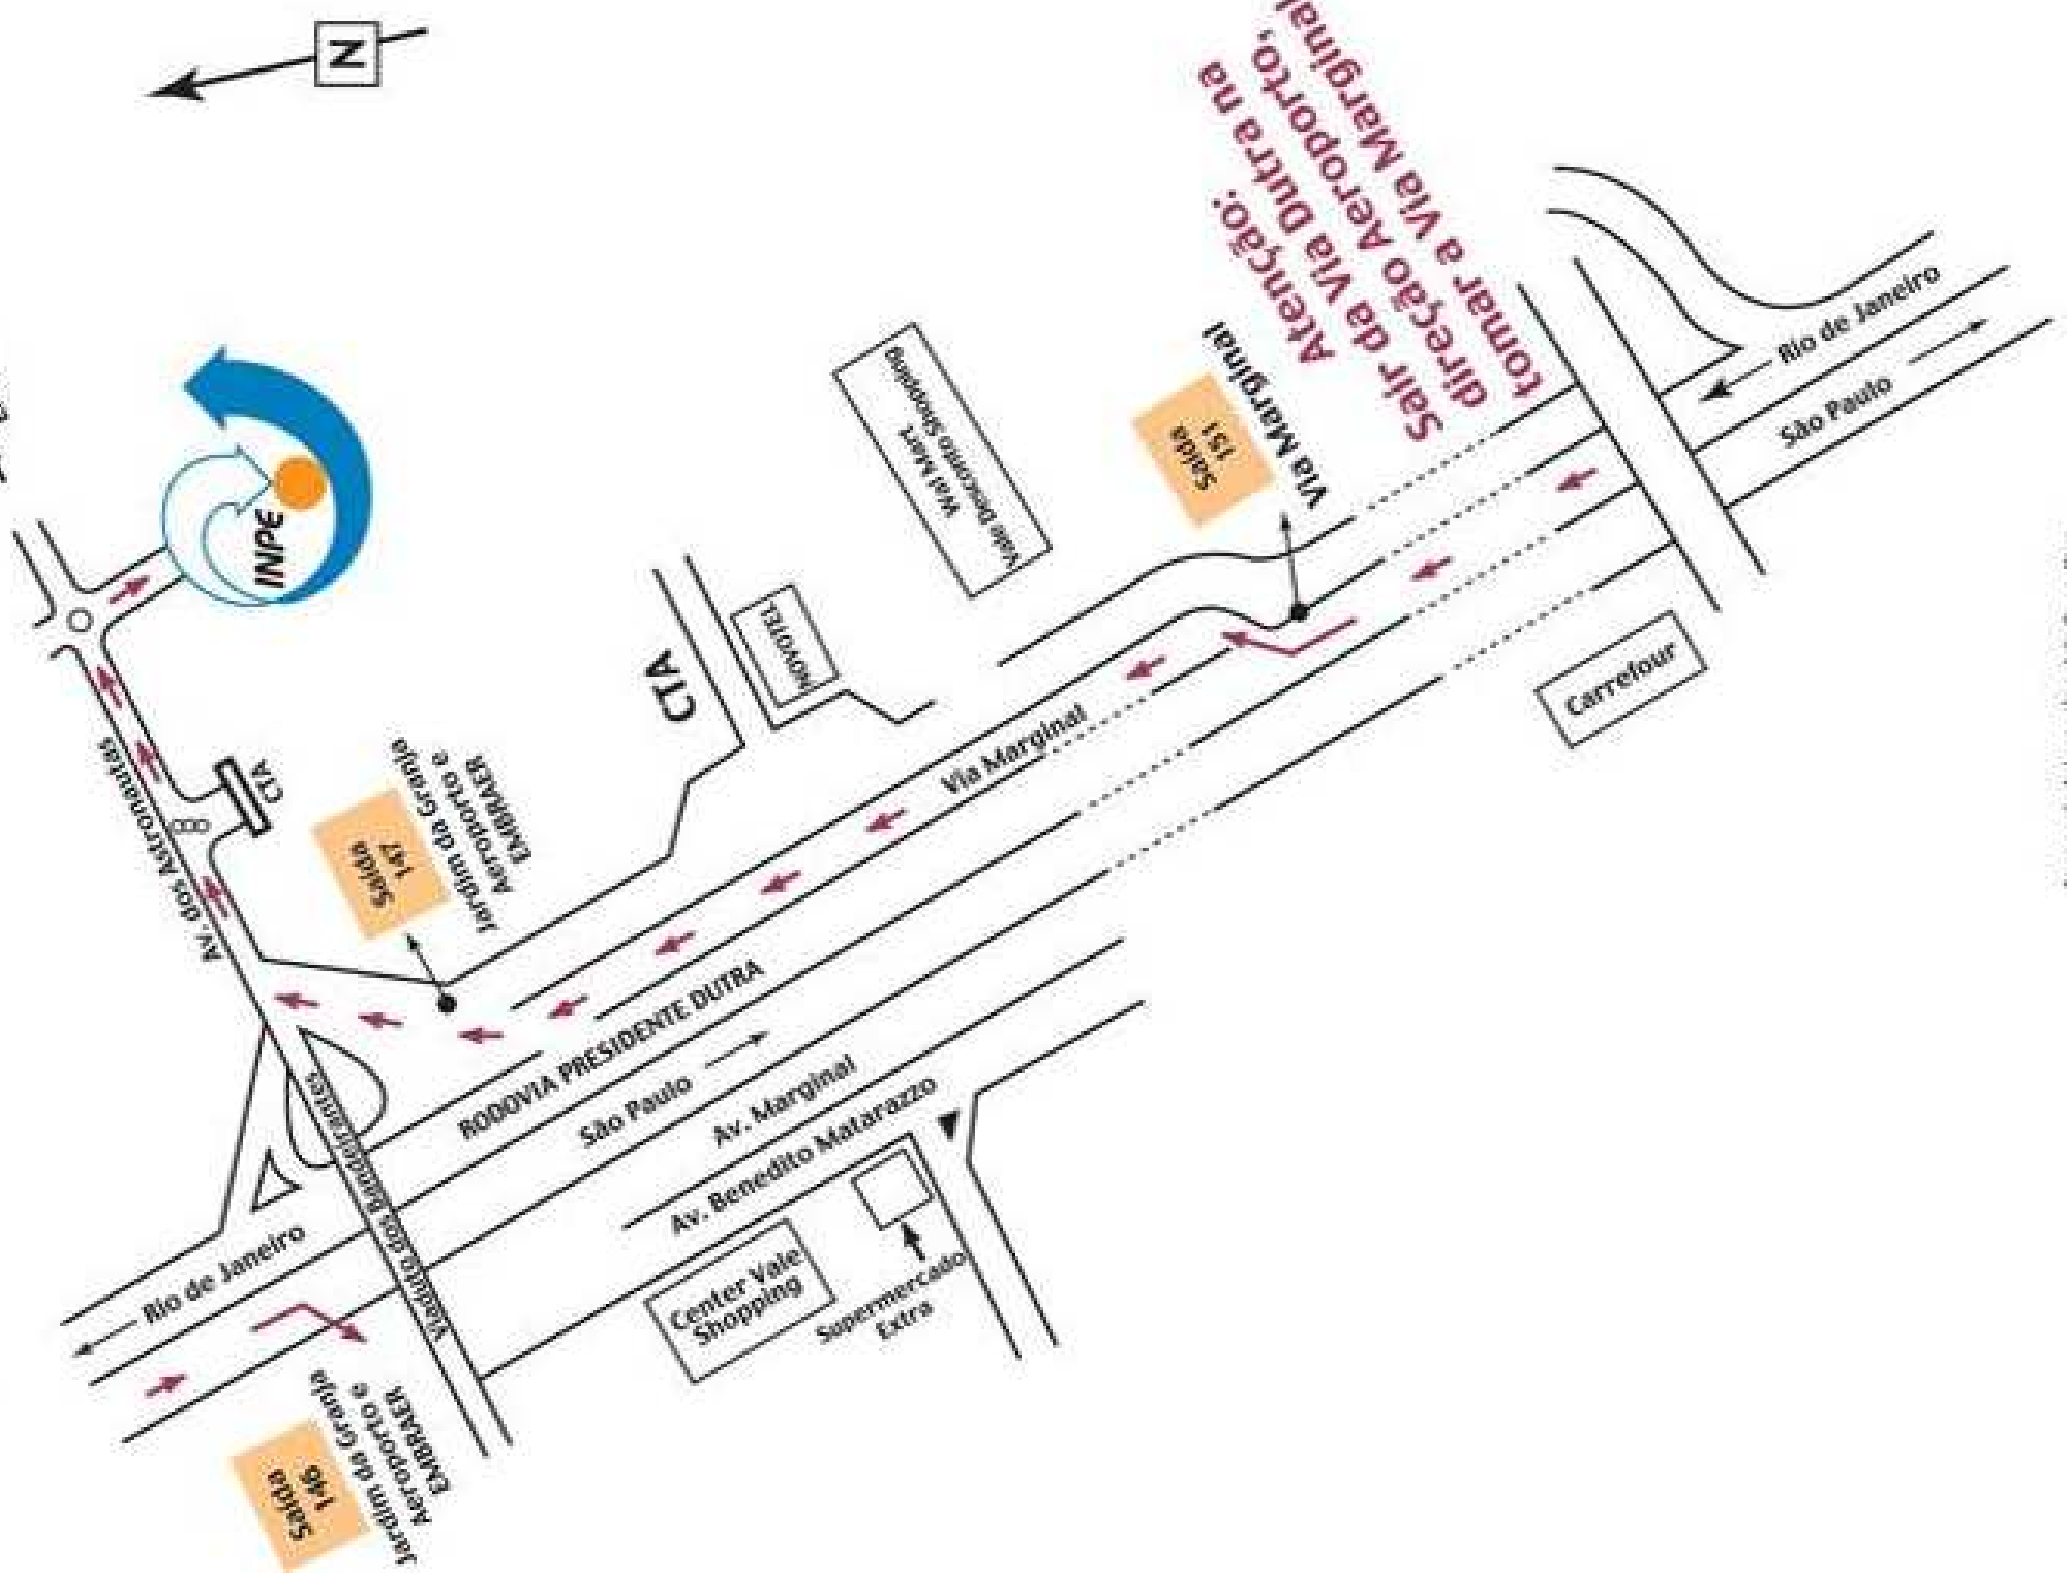 N
INPE
Av. dos Astronautas
CTA
Saída
147
Jardim da Granja
Aeroporto e
EMBRAER
CTA
NOVOTEL
Wal Mart
Vale Desconto Shopping
Saída
151
Via Marginal
Atenção:
Sair da Via Dutra na
direção Aeroporto,
tomar a Via Marginal
Rio de Janeiro
São Paulo
Carrefour
Via Marginal
RODOVIA PRESIDENTE DUTRA
São Paulo
Av. Marginal
Av. Benedito Matarazzo
Center Vale
Shopping
Supermercado
Extra
Viaduto dos Bandeirantes
Rio de Janeiro
Saída
146
Jardim da Granja
Aeroporto e
EMBRAER